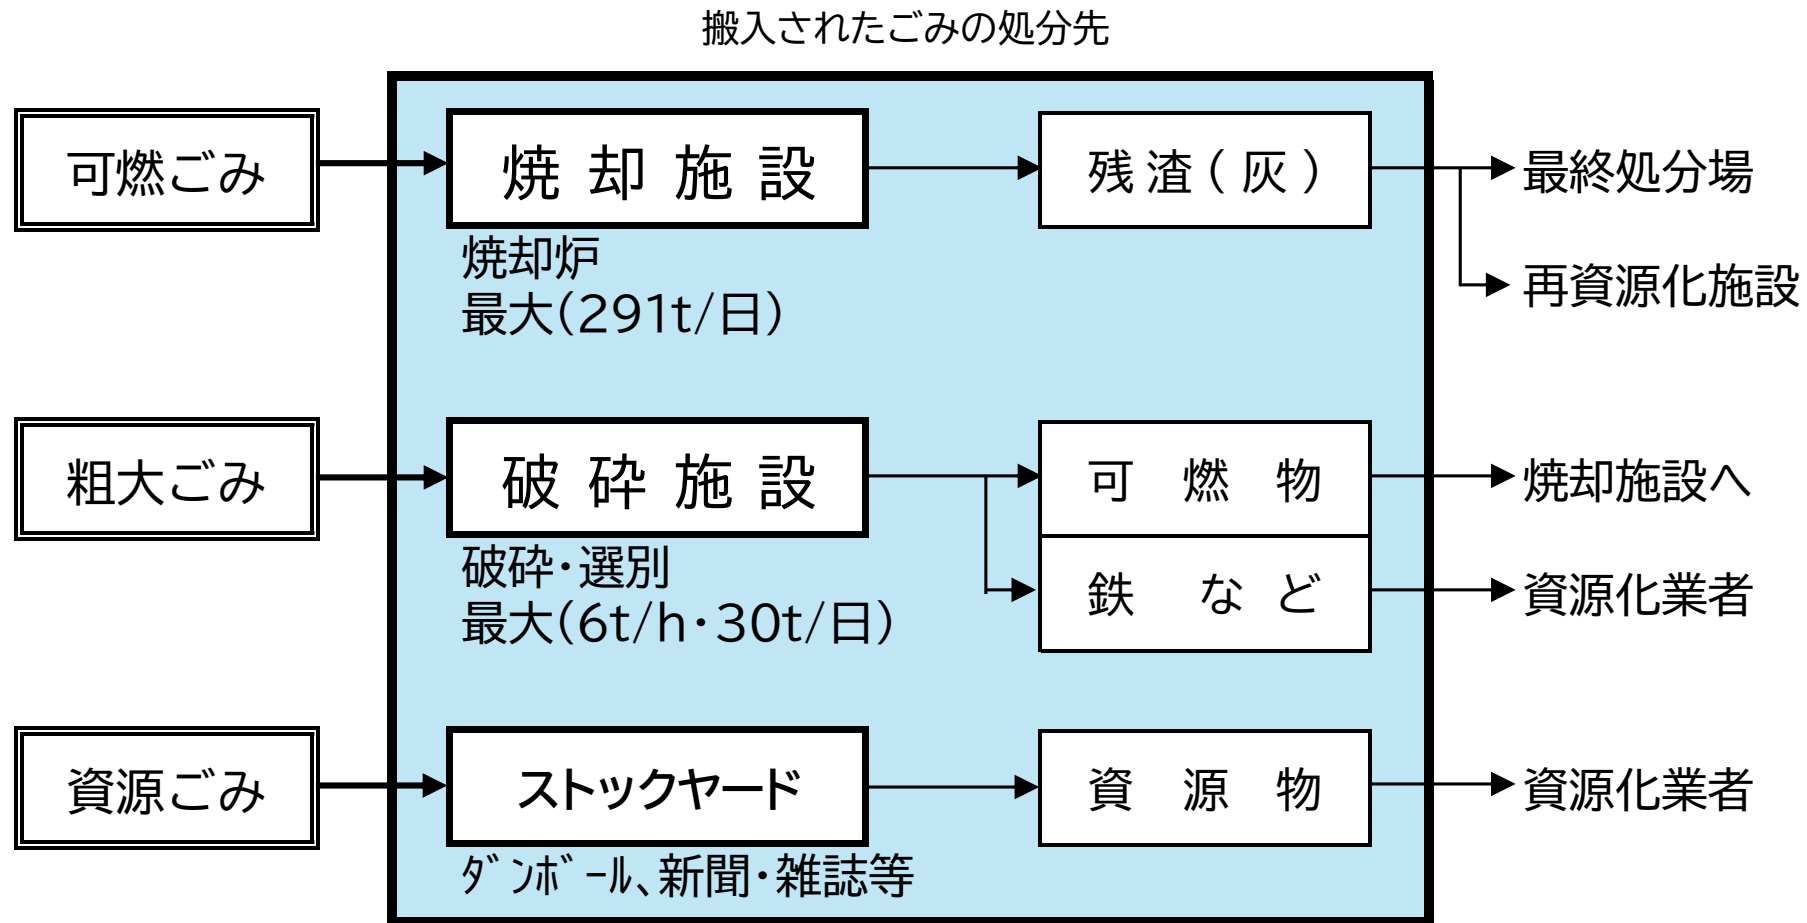 搬入されたごみの処分先
可燃ごみ
焼却施設
残渣(灰)
最終処分場
焼却炉
最大(291t/日)
再資源化施設
粗大ごみ
破砕施設
可燃物
焼却施設へ
破砕・選別
最大(6t/h・30t/日)
鉄など
資源化業者
資源ごみ
ストックヤード
資源物
資源化業者
ﾀﾞﾝﾎﾞｰﾙ、新聞・雑誌等